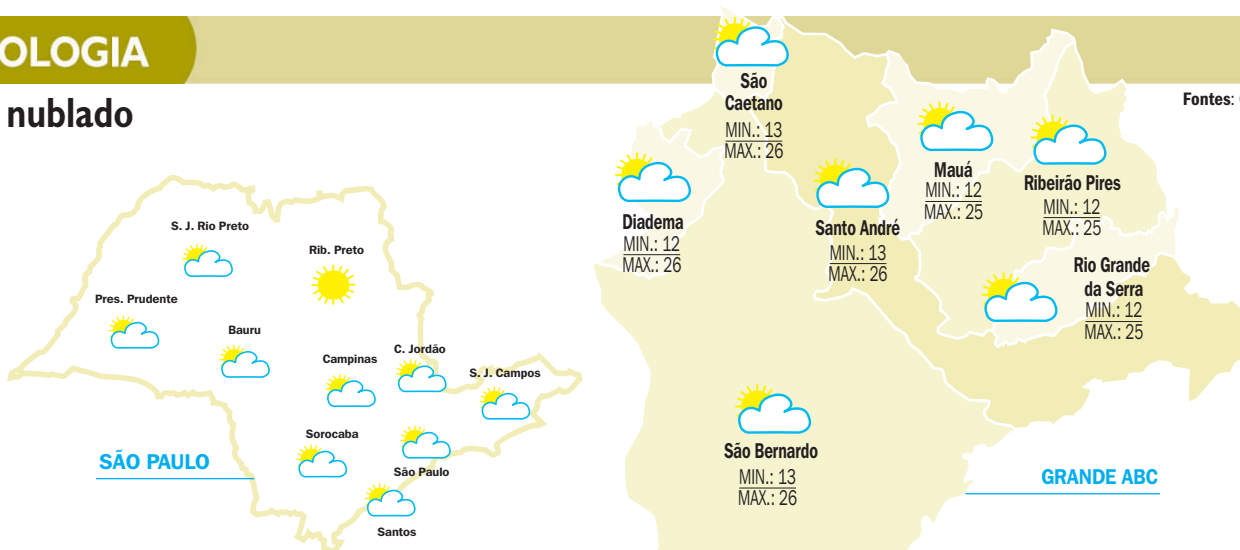 OLOGIA
nublado
Fontes:
S. J. Rio Preto
Rib. Preto
Pres. Prudente
Bauru
Campinas
C. Jordão
S. J. Campos
Sorocaba
São Paulo
Santos
SÃO PAULO
São
Caetano
MIN.: 13
MAX.: 26
Diadema
MIN.: 12
MAX.: 26
Santo André
MIN.: 13
MAX.: 26
Mauá
MIN.: 12
MAX.: 25
Ribeirão Pires
MIN.: 12
MAX.: 25
Rio Grande
da Serra
MIN.: 12
MAX.: 25
São Bernardo
MIN.: 13
MAX.: 26
GRANDE ABC